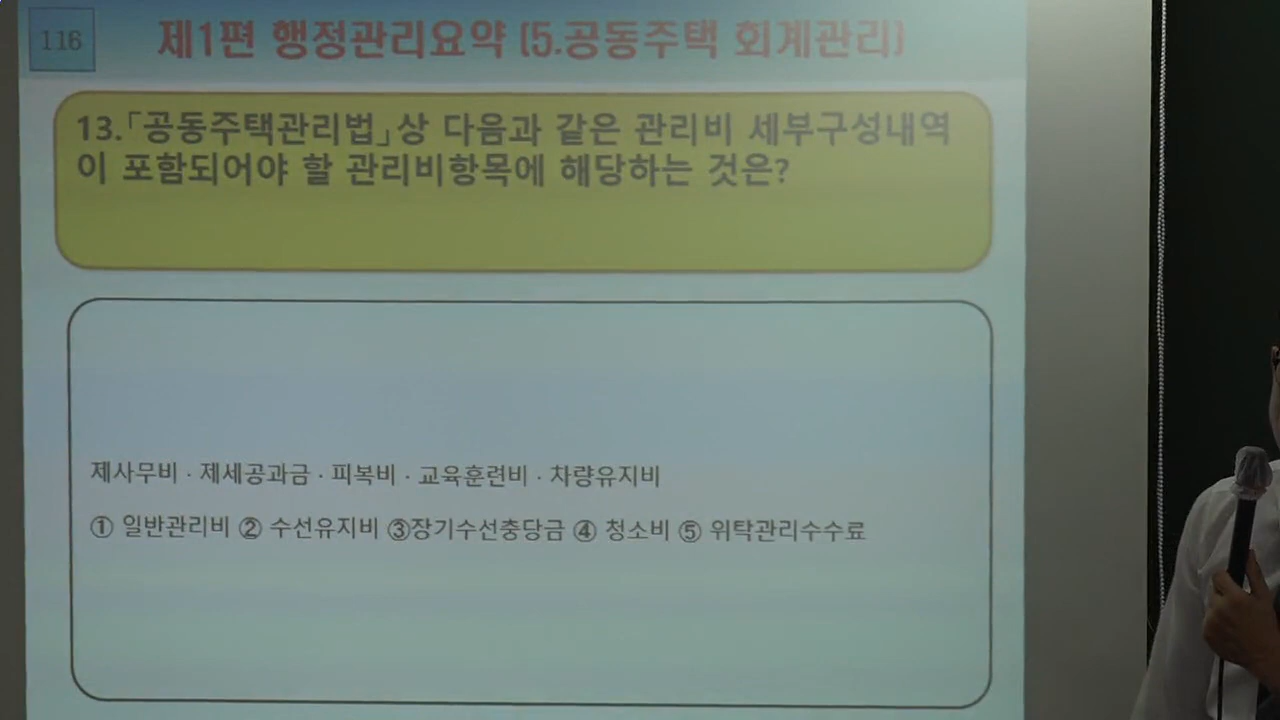 116
제1편 행정관리요약 (5.공동주택 회계관리)
13.「공동주택관리법」상 다음과 같은 관리비 세부구성내역
이 포함되어야 할 관리비항목에 해당하는 것은?
제사무비 · 제세공과금 · 피복비 · 교육훈련비 · 차량유지비
① 일반관리비 ② 수선유지비 ③장기수선충당금 ④ 청소비 ⑤ 위탁관리수수료